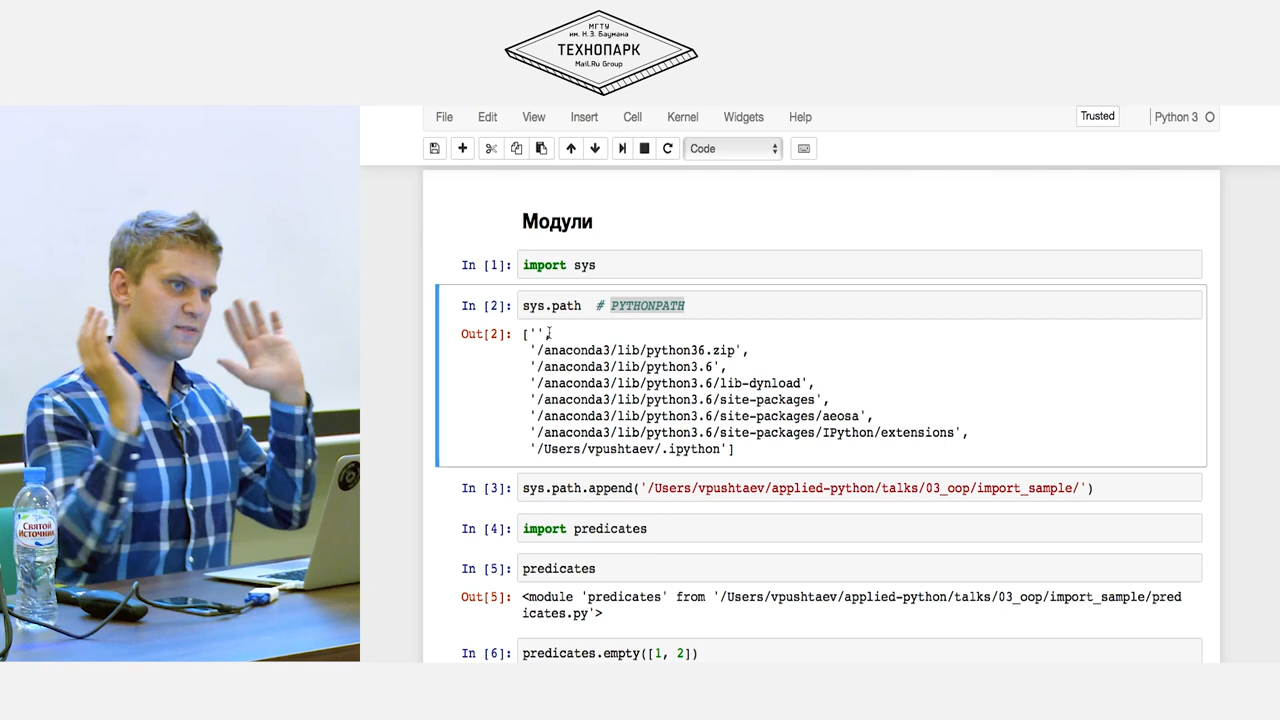 МГТУ
им. Н.Э. Баумана
ТЕХНОПАРК
Mail.Ru Group
File Edit View Insert Cell Kernel Widgets Help
Trusted
Python 3
Code
Модули
In [1]: import sys
In [2]: sys.path # PYTHONPATH
Out[2]: ['',
'/anaconda3/lib/python36.zip',
'/anaconda3/lib/python3.6',
'/anaconda3/lib/python3.6/lib-dynload',
'/anaconda3/lib/python3.6/site-packages',
'/anaconda3/lib/python3.6/site-packages/aeosa',
'/anaconda3/lib/python3.6/site-packages/IPython/extensions',
'/Users/vpushtaev/.ipython']
In [3]: sys.path.append('/Users/vpushtaev/applied-python/talks/03_oop/import_sample/')
In [4]: import predicates
In [5]: predicates
Out[5]: <module 'predicates' from '/Users/vpushtaev/applied-python/talks/03_oop/import_sample/pred
icates.py'>
In [6]: predicates.empty([1, 2])
СВЯТОЙ
ИСТОЧНИК